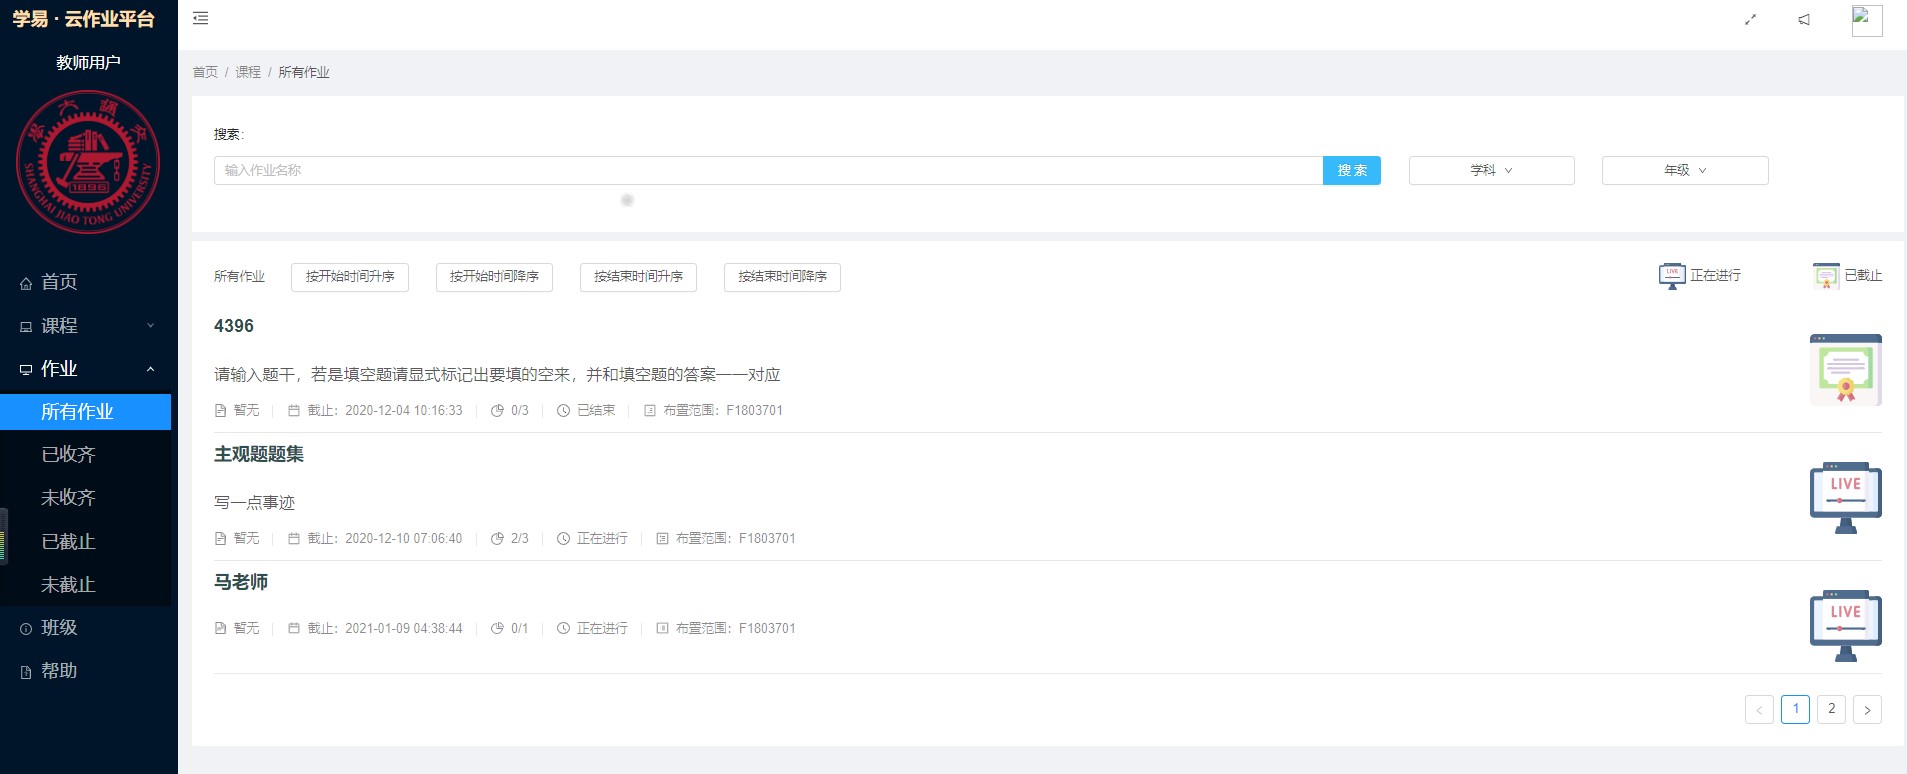 学易 · 云作业平台
教师用户
上海交通大学
SHANGHAI JIAO TONG UNIVERSITY
1896
首页
课程
作业
所有作业
已收齐
未收齐
已截止
未截止
班级
帮助
首页 / 课程 / 所有作业
搜索:
输入作业名称
搜 索
学科
年级
所有作业
按开始时间升序
按开始时间降序
按结束时间升序
按结束时间降序
LIVE
正在进行
已截止
4396
请输入题干，若是填空题请显式标记出要填的空来，并和填空题的答案一一对应
暂无 截止：2020-12-04 10:16:33 0/3 已结束 布置范围：F1803701
主观题题集
LIVE
写一点事迹
暂无 截止：2020-12-10 07:06:40 2/3 正在进行 布置范围：F1803701
马老师
LIVE
暂无 截止：2021-01-09 04:38:44 0/1 正在进行 布置范围：F1803701
< 1 2 >